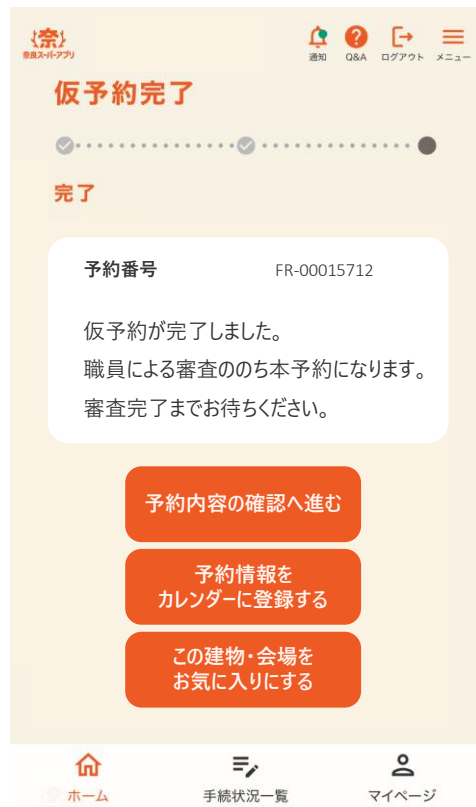 {奈}
奈良スーパーアプリ
通知
Q&A
ログアウト
メニュー
仮予約完了
完了
予約番号 FR-00015712
仮予約が完了しました。
職員による審査ののち本予約になります。
審査完了までお待ちください。
予約内容の確認へ進む
予約情報を
カレンダーに登録する
この建物・会場を
お気に入りにする
ホーム
手続状況一覧
マイページ